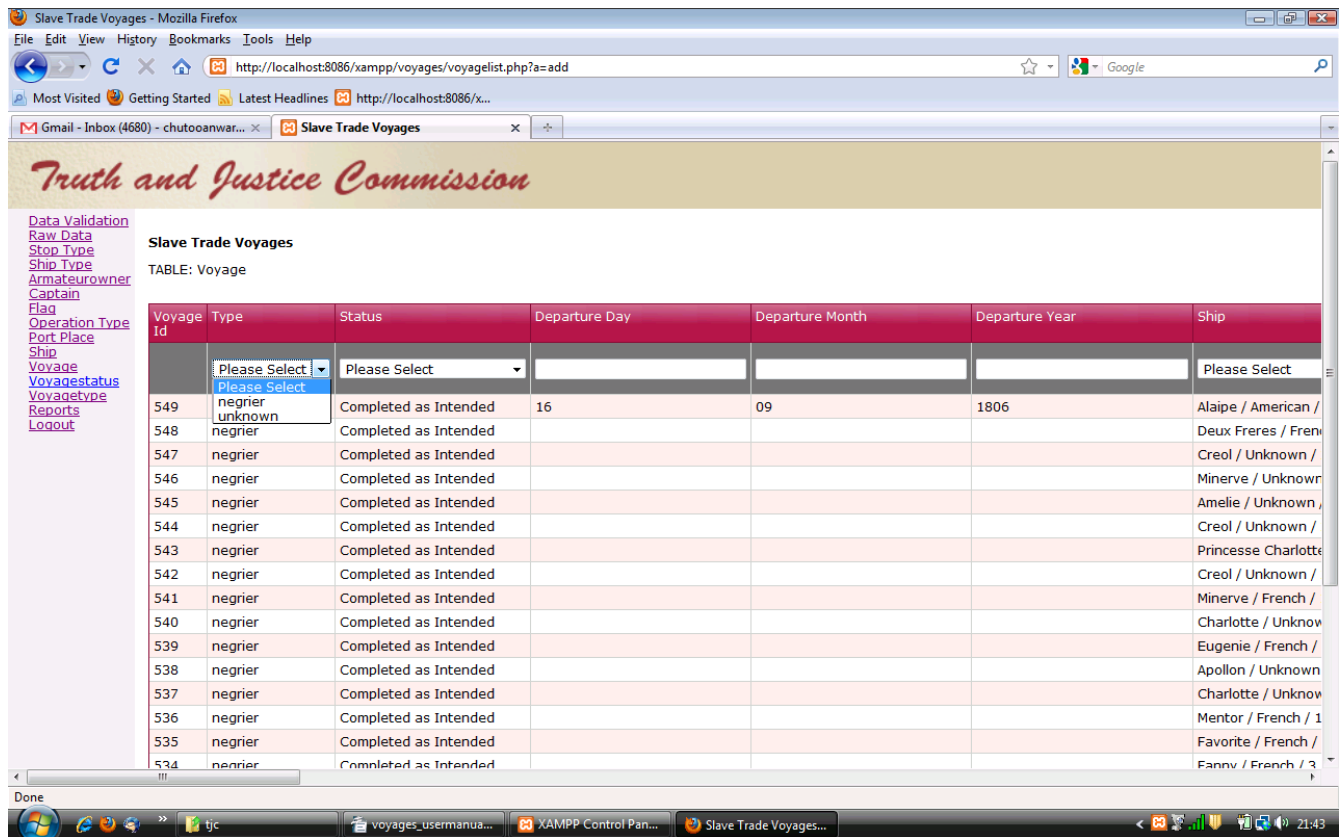 Slave Trade Voyages - Mozilla Firefox
File Edit View History Bookmarks Tools Help
http://localhost:8086/xampp/voyages/voyagelist.php?a=add Google
Most Visited Getting Started Latest Headlines http://localhost:8086/x...
Gmail - Inbox (4680) - chutooanwar... Slave Trade Voyages
Truth and Justice Commission
Data Validation
Raw Data
Stop Type
Ship Type
Armateurowner
Captain
Flag
Operation Type
Port Place
Ship
Voyage
Voyagestatus
Voyagetype
Reports
Logout
Slave Trade Voyages
TABLE: Voyage
Voyage Id Type Status Departure Day Departure Month Departure Year Ship
Please Select Please Select Please Select
Please Select
negrier
unknown
549 Completed as Intended 16 09 1806 Alaipe / American /
548 negrier Completed as Intended Deux Freres / Fren
547 negrier Completed as Intended Creol / Unknown /
546 negrier Completed as Intended Minerve / Unknown
545 negrier Completed as Intended Amelie / Unknown /
544 negrier Completed as Intended Creol / Unknown /
543 negrier Completed as Intended Princesse Charlotte
542 negrier Completed as Intended Creol / Unknown /
541 negrier Completed as Intended Minerve / French /
540 negrier Completed as Intended Charlotte / Unknow
539 negrier Completed as Intended Eugenie / French /
538 negrier Completed as Intended Apollon / Unknown
537 negrier Completed as Intended Charlotte / Unknow
536 negrier Completed as Intended Mentor / French / 1
535 negrier Completed as Intended Favorite / French /
534 negrier Completed as Intended Fanny / French / 3
Done
tjc voyages_usermanua... XAMPP Control Pan... Slave Trade Voyages... 21:43